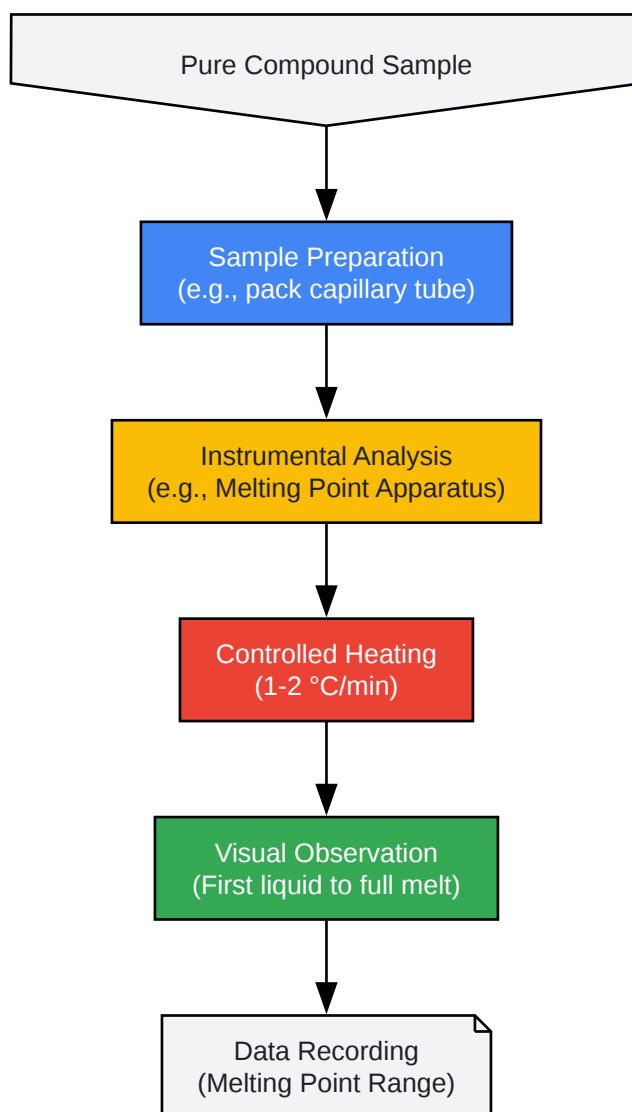 Pure Compound Sample
Sample Preparation
(e.g., pack capillary tube)
Instrumental Analysis
(e.g., Melting Point Apparatus)
Controlled Heating
(1-2 °C/min)
Visual Observation
(First liquid to full melt)
Data Recording
(Melting Point Range)